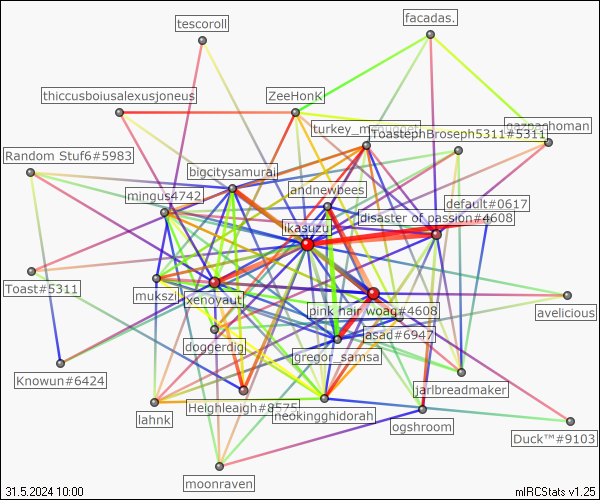 facadas.
tescoroll
thiccusboiusalexusjoneus
ZeeHonK
turkey_
ToastephBroseph5311#5311
gazpachoman
Random Stuf6#5983
bigcitysamurai
mingus4742
andnewbees
default#0617
disaster of passion#4608
ikasuzu
Toast#5311
mukszi
xenoyaut
pink hair woag#4608
avelicious
asad#6947
doggerdig
gregor_samsa
Knowun#6424
jarlbreadmaker
lahnk
Heighleigh#8575
neokingghidorah
ogshroom
Duck™#9103
moonraven
31.5.2024 10:00
mIRCStats v1.25